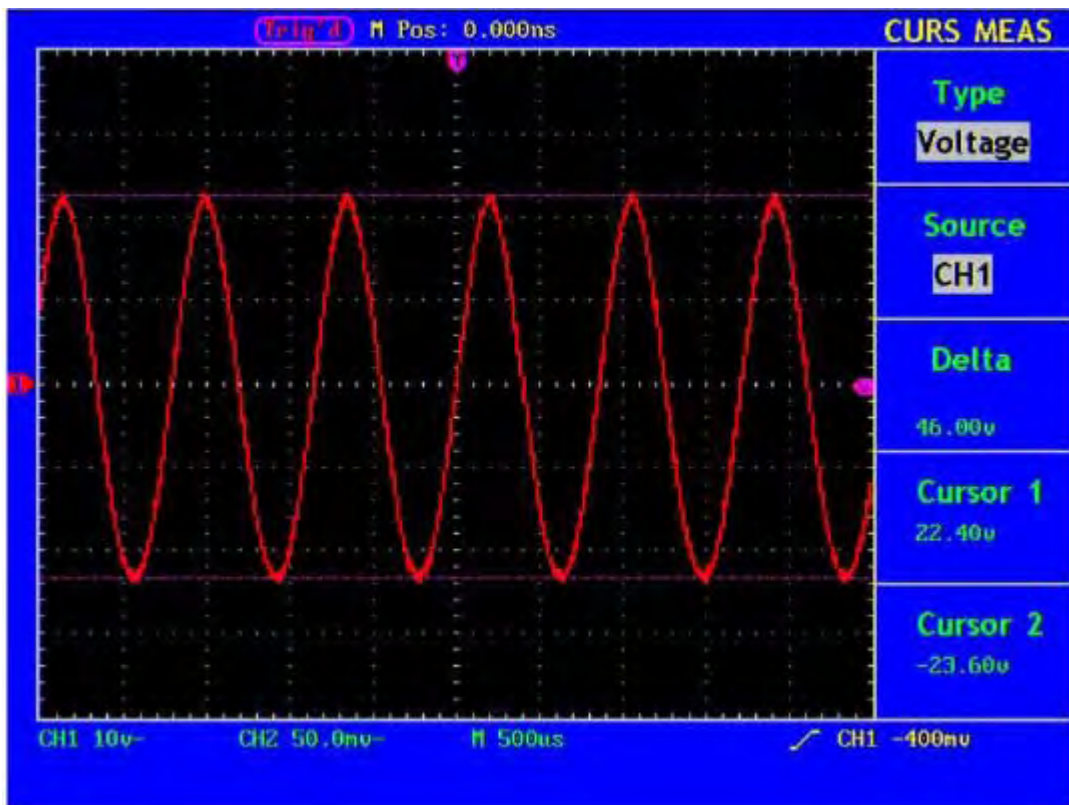 Trig'd M Pos: 0.000ns CURS MEAS
Type
Voltage
Source
CH1
Delta
46.00v
Cursor 1
22.40v
Cursor 2
-23.60v
CH1 10v- CH2 50.0mv- M 500us CH1 -400mv